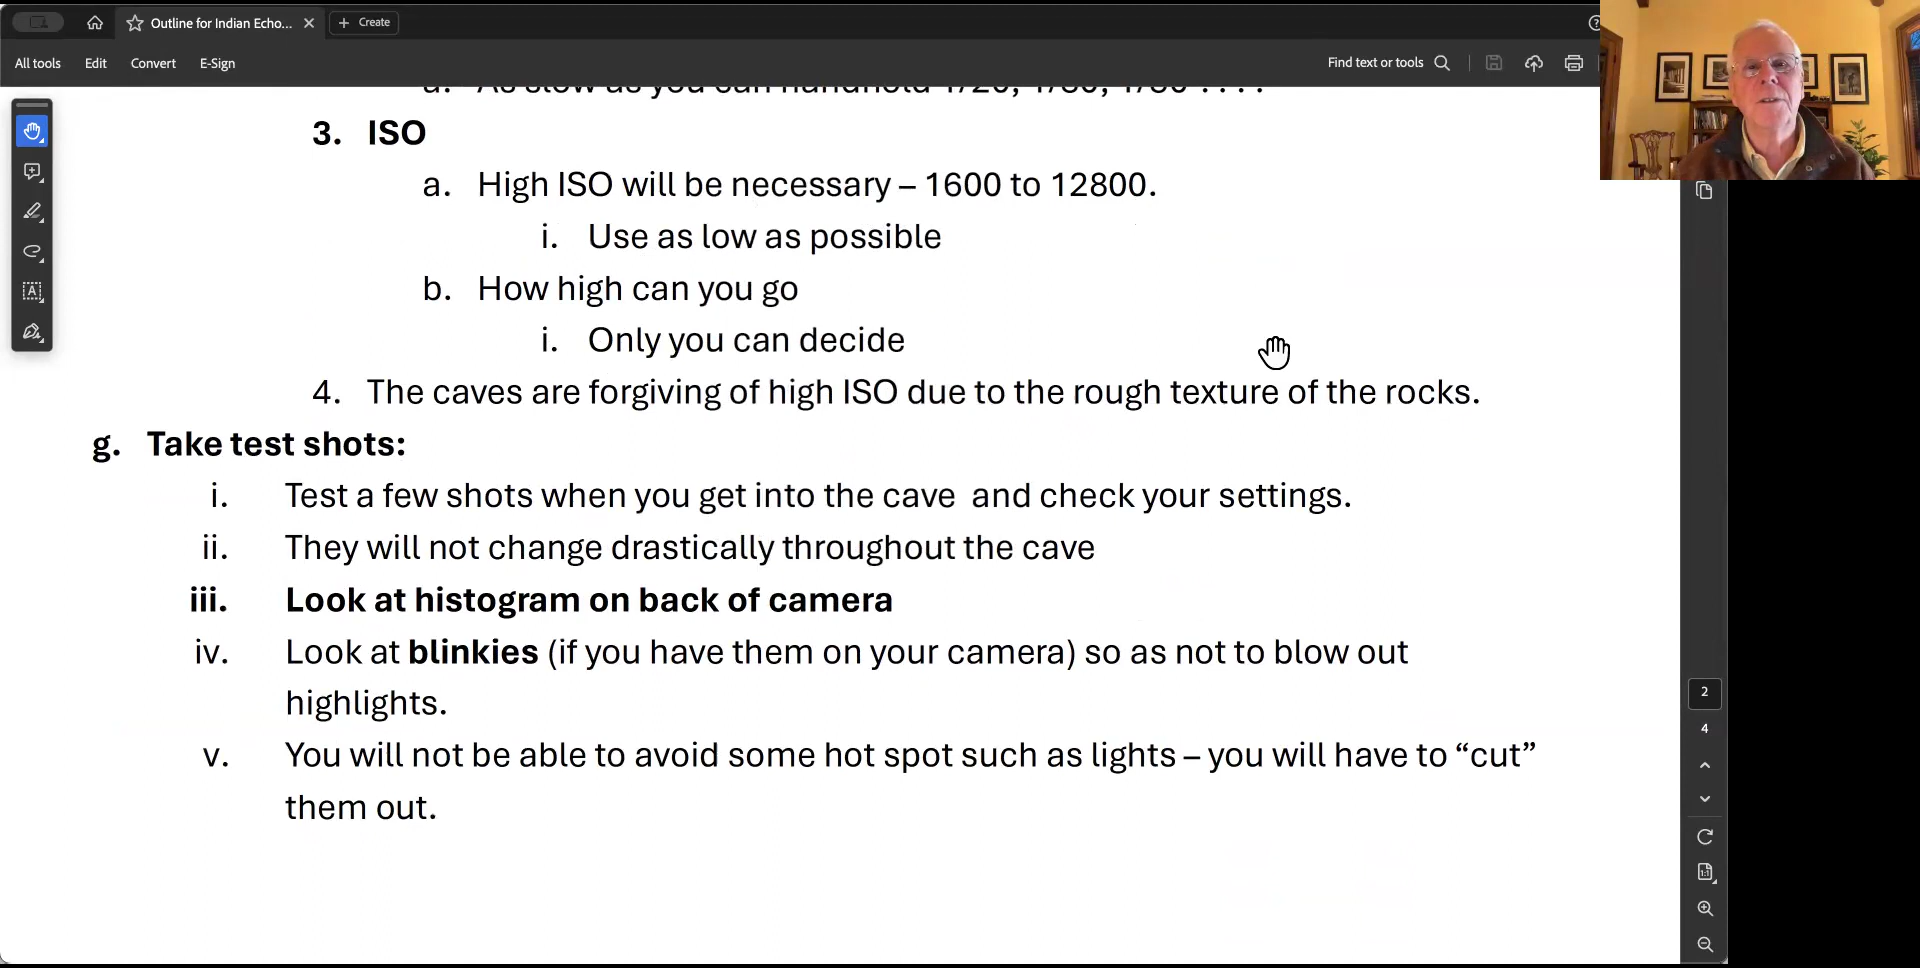 Outline for Indian Echo...
Create
All tools Edit Convert E-Sign
Find text or tools
a. As slow as you can handhold
3. ISO
a. High ISO will be necessary – 1600 to 12800.
i. Use as low as possible
b. How high can you go
i. Only you can decide
4. The caves are forgiving of high ISO due to the rough texture of the rocks.
g. Take test shots:
i. Test a few shots when you get into the cave and check your settings.
ii. They will not change drastically throughout the cave
iii. Look at histogram on back of camera
iv. Look at blinkies (if you have them on your camera) so as not to blow out
highlights.
v. You will not be able to avoid some hot spot such as lights – you will have to “cut”
them out.
2
4